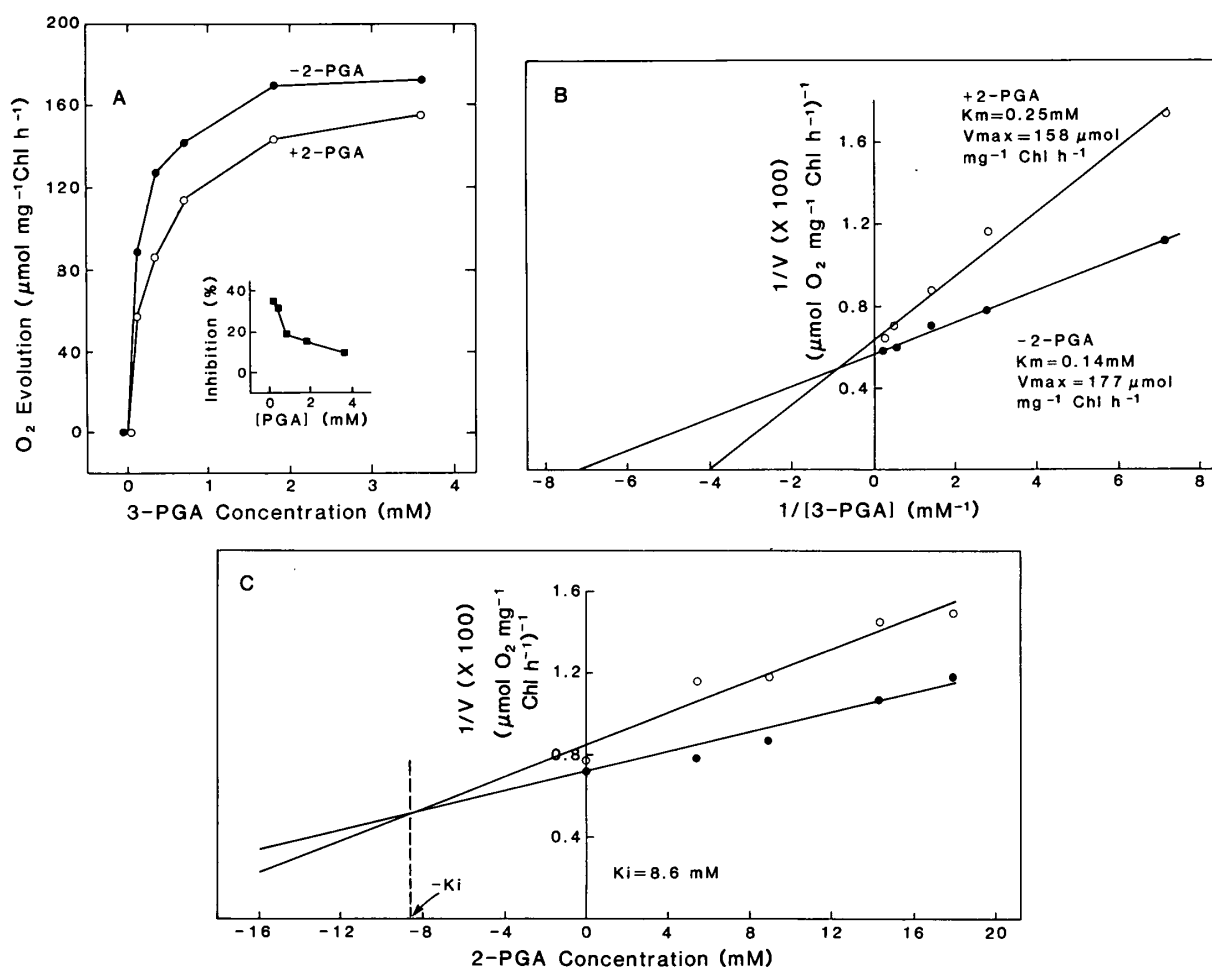 A
200
160
120
80
40
0
O₂ Evolution (μmol mg⁻¹Chl h⁻¹)
-2-PGA
+2-PGA
Inhibition (%)
40
20
0
0 2 4
[PGA] (mM)
0 1 2 3 4
3-PGA Concentration (mM)
B
+2-PGA
Km=0.25mM
Vmax=158 μmol
mg⁻¹ Chl h⁻¹
1/V (X 100)
(μmol O₂ mg⁻¹ Chl h⁻¹)⁻¹
1.6
1.2
0.8
0.4
-2-PGA
Km=0.14mM
Vmax=177 μmol
mg⁻¹ Chl h⁻¹
-8 -6 -4 -2 0 2 4 6 8
1/[3-PGA] (mM⁻¹)
C
1/V (X 100)
(μmol O₂ mg⁻¹
Chl h⁻¹)⁻¹
1.6
1.2
0.8
0.4
-Ki
Ki=8.6 mM
-16 -12 -8 -4 0 4 8 12 16 20
2-PGA Concentration (mM)